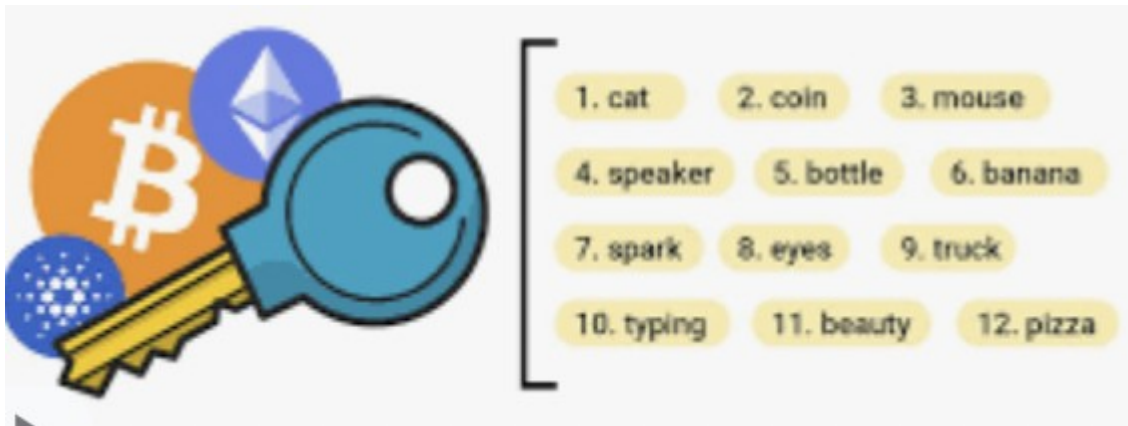 1. cat 2. coin 3. mouse
4. speaker 5. bottle 6. banana
7. spark 8. eyes 9. truck
10. typing 11. beauty 12. pizza